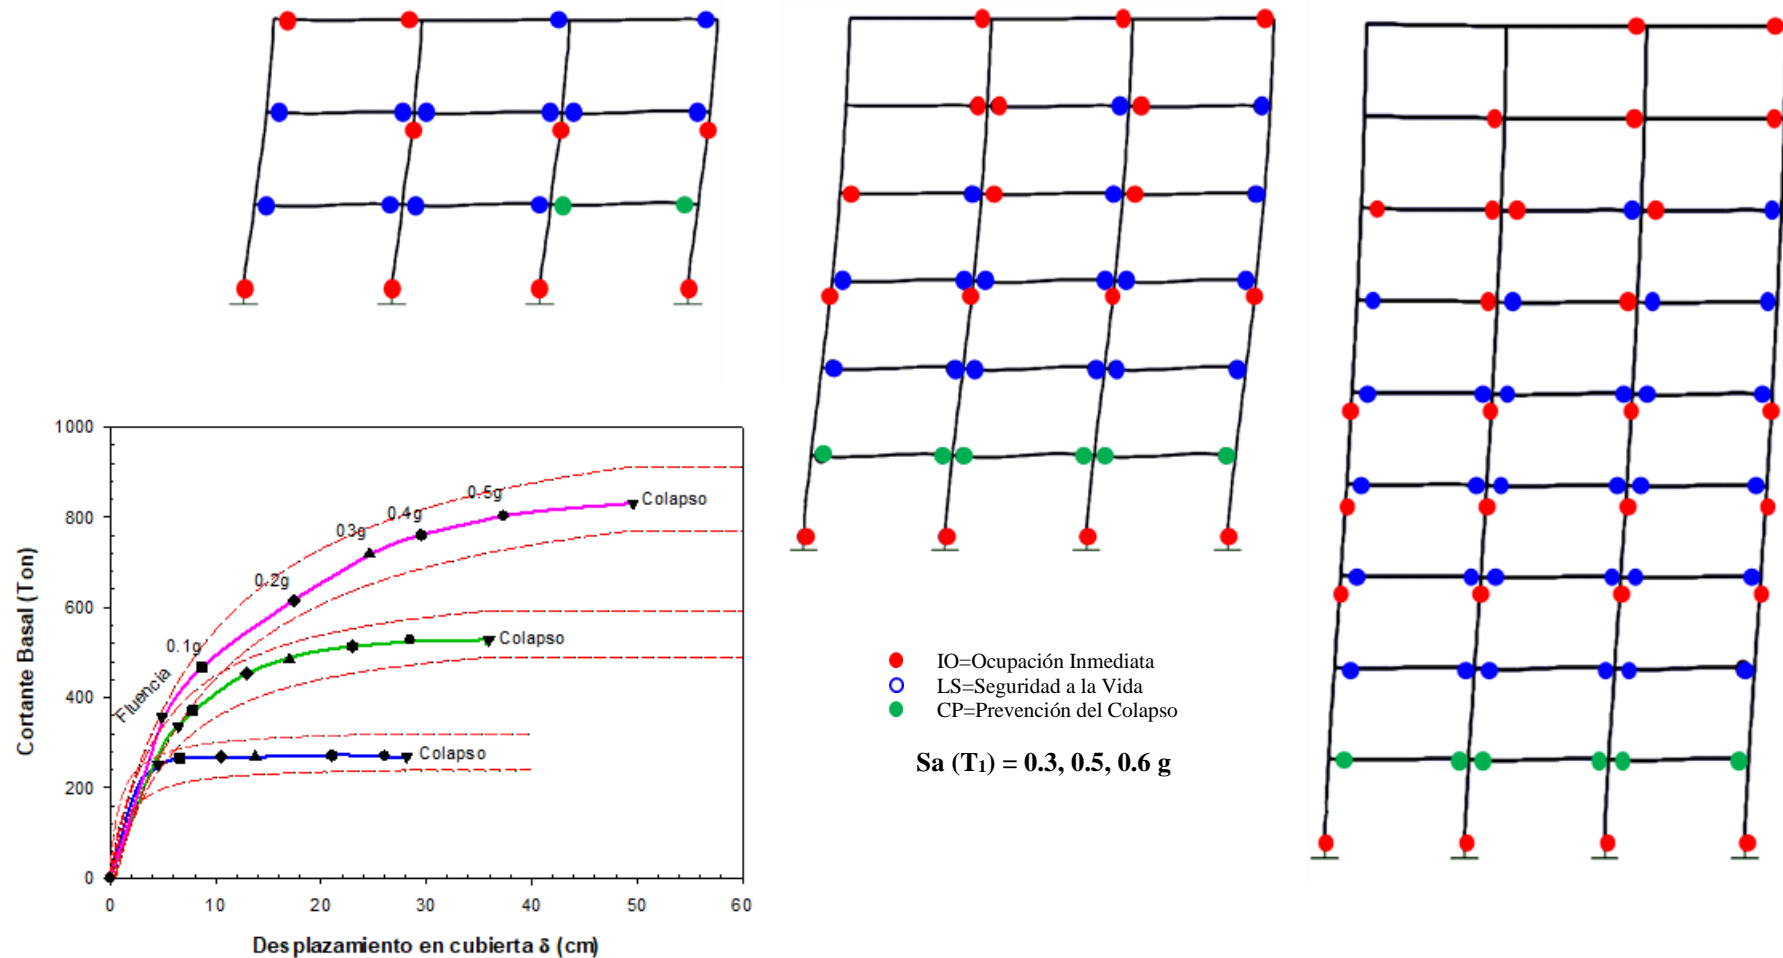 1000
800
600
400
200
0
0
10
20
30
40
50
60
Cortante Basal (Ton)
Desplazamiento en cubierta δ (cm)
Fluencia
0.1g
0.2g
0.3g
0.4g
0.5g
Colapso
Colapso
Colapso
IO=Ocupación Inmediata
LS=Seguridad a la Vida
CP=Prevención del Colapso
Sa (T₁) = 0.3, 0.5, 0.6 g